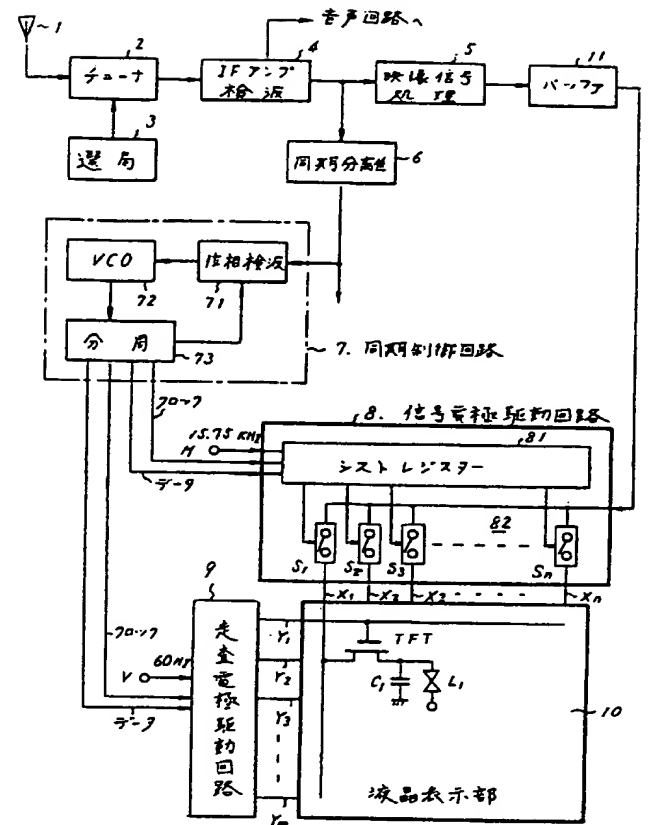 音声回路へ
1
2
チューナ
4
IFアンプ
検波
5
映像信号
処理
11
バッファ
3
選局
同期分離
6
VCO
72
位相検波
71
分周
73
7. 同期制御回路
クロック
15.75 KHz
M
データ
8. 信号電極駆動回路
81
シフトレジスター
82
S1
S2
S3
Sn
X1
X2
X3
Xn
9
走査電極駆動回路
クロック
60Hz
V
データ
Y1
Y2
Y3
Ym
TFT
C1
L1
10
液晶表示部